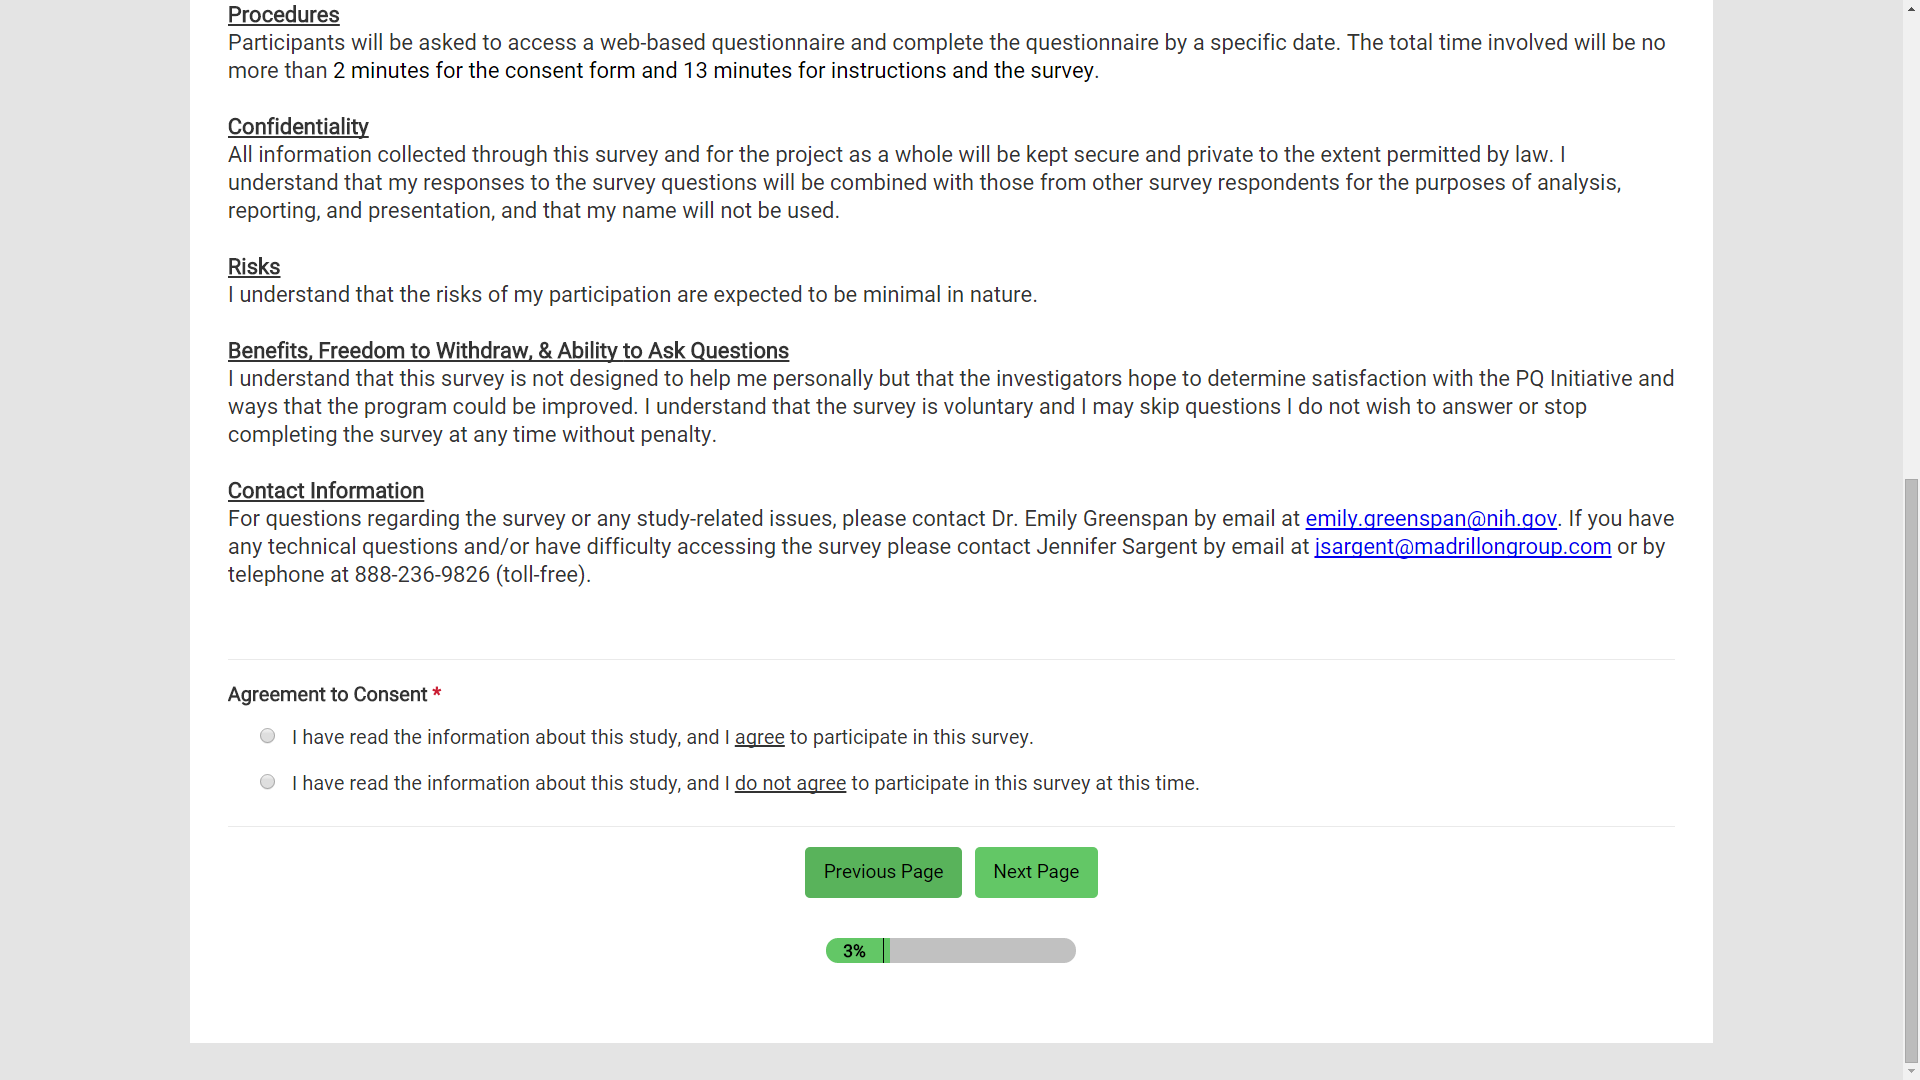 Procedures
Participants will be asked to access a web-based questionnaire and complete the questionnaire by a specific date. The total time involved will be no
more than 2 minutes for the consent form and 13 minutes for instructions and the survey.
Confidentiality
All information collected through this survey and for the project as a whole will be kept secure and private to the extent permitted by law. I
understand that my responses to the survey questions will be combined with those from other survey respondents for the purposes of analysis,
reporting, and presentation, and that my name will not be used.
Risks
I understand that the risks of my participation are expected to be minimal in nature.
Benefits, Freedom to Withdraw, & Ability to Ask Questions
I understand that this survey is not designed to help me personally but that the investigators hope to determine satisfaction with the PQ Initiative and
ways that the program could be improved. I understand that the survey is voluntary and I may skip questions I do not wish to answer or stop
completing the survey at any time without penalty.
Contact Information
For questions regarding the survey or any study-related issues, please contact Dr. Emily Greenspan by email at emily.greenspan@nih.gov. If you have
any technical questions and/or have difficulty accessing the survey please contact Jennifer Sargent by email at jsargent@madrillongroup.com or by
telephone at 888-236-9826 (toll-free).
Agreement to Consent *
I have read the information about this study, and I agree to participate in this survey.
I have read the information about this study, and I do not agree to participate in this survey at this time.
Previous Page Next Page
3%